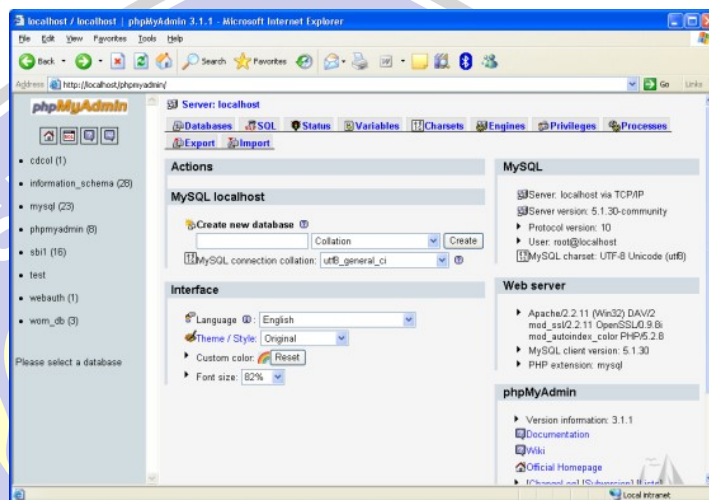 localhost / localhost | phpMyAdmin 3.1.1 - Microsoft Internet Explorer
File Edit View Favorites Tools Help
Back Search Favorites
Address http://localhost/phpmyadmin/ Go Links
phpMyAdmin
cdcol (1)
information_schema (28)
mysql (23)
phpmyadmin (8)
sbi1 (16)
test
webauth (1)
wom_db (3)
Please select a database
Server: localhost
Databases SQL Status Variables Charsets Engines Privileges Processes
Export Import
Actions
MySQL localhost
Create new database
Collation Create
MySQL connection collation: utf8_general_ci
Interface
Language : English
Theme / Style: Original
Custom color: Reset
Font size: 82%
MySQL
Server: localhost via TCP/IP
Server version: 5.1.30-community
Protocol version: 10
User: root@localhost
MySQL charset: UTF-8 Unicode (utf8)
Web server
Apache/2.2.11 (Win32) DAV/2
mod_ssl/2.2.11 OpenSSL/0.9.8i
mod_autoindex_color PHP/5.2.8
MySQL client version: 5.1.30
PHP extension: mysql
phpMyAdmin
Version information: 3.1.1
Documentation
Wiki
Official Homepage
[ChangeLog] [Subversion] [Lists]
Local intranet